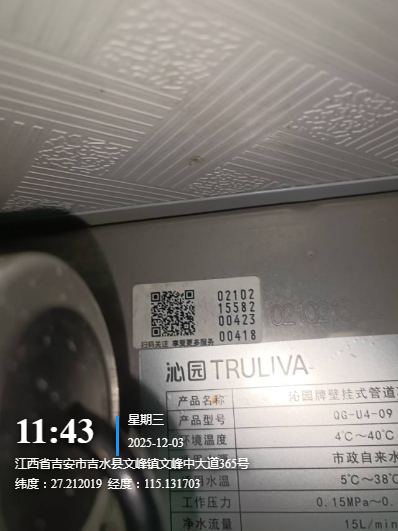 02102
15582
00423
00418
扫码关注 享受更多服务
沁园 TRULIVA
产品名称 沁园牌壁挂式管道
产品型号 QG-U4-09
环境温度 4℃~40℃
市政自来水
水温 5℃~38℃
工作压力 0.15MPa~0.
净水流量 15L/min
11:43
星期三
2025-12-03
江西省吉安市吉水县文峰镇文峰中大道365号
纬度：27.212019 经度：115.131703